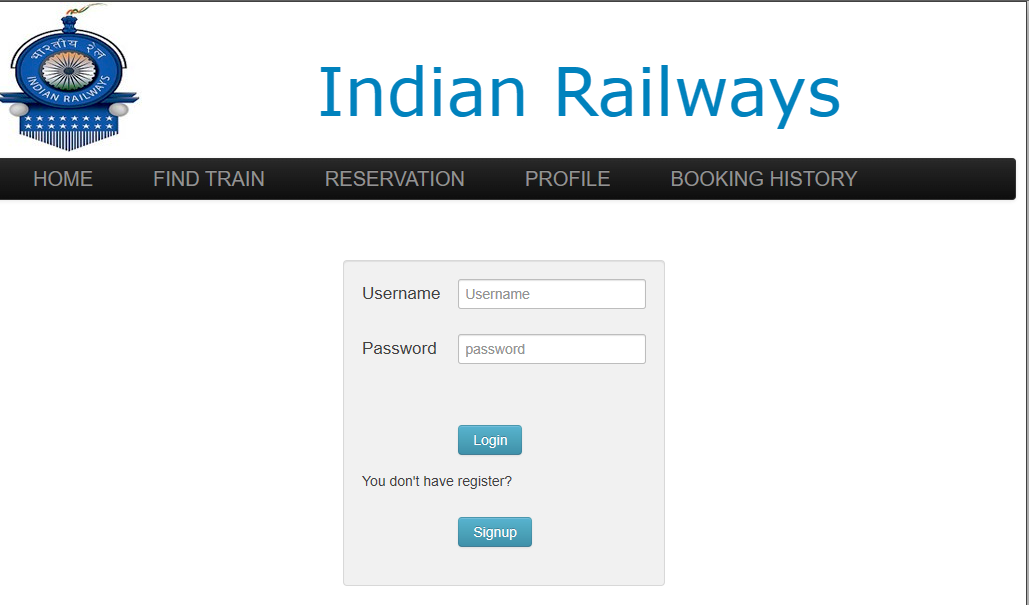 भारतीय रेल
INDIAN RAILWAYS
Indian Railways
HOME FIND TRAIN RESERVATION PROFILE BOOKING HISTORY
Username Username
Password password
Login
You don't have register?
Signup